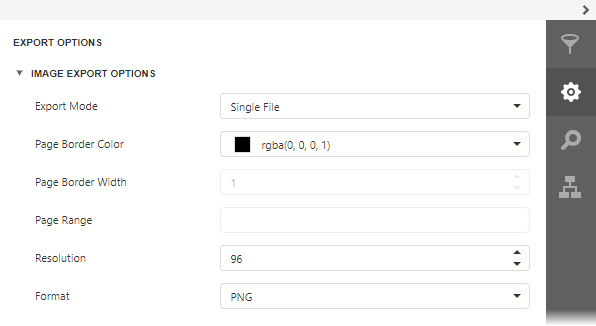 EXPORT OPTIONS
IMAGE EXPORT OPTIONS
Export Mode Single File
Page Border Color rgba(0, 0, 0, 1)
Page Border Width 1
Page Range
Resolution 96
Format PNG